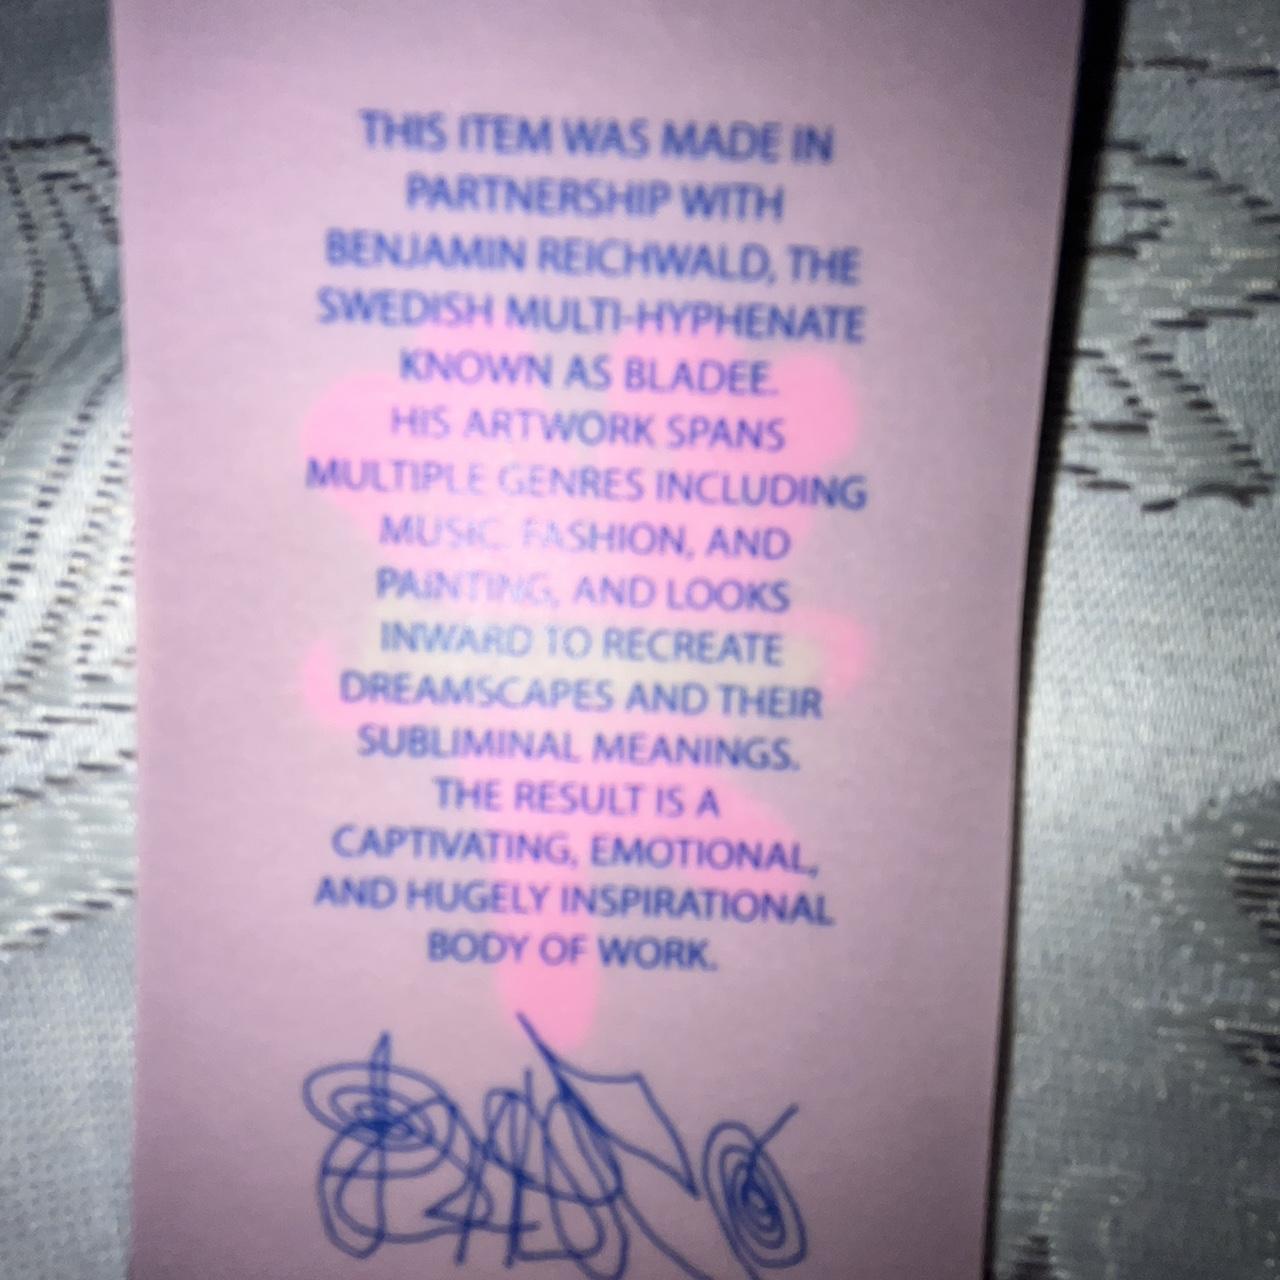 THIS ITEM WAS MADE IN
PARTNERSHIP WITH
BENJAMIN REICHWALD, THE
SWEDISH MULTI-HYPHENATE
KNOWN AS BLADEE.
HIS ARTWORK SPANS
MULTIPLE GENRES INCLUDING
MUSIC, FASHION, AND
PAINTING, AND LOOKS
INWARD TO RECREATE
DREAMSCAPES AND THEIR
SUBLIMINAL MEANINGS.
THE RESULT IS A
CAPTIVATING, EMOTIONAL,
AND HUGELY INSPIRATIONAL
BODY OF WORK.